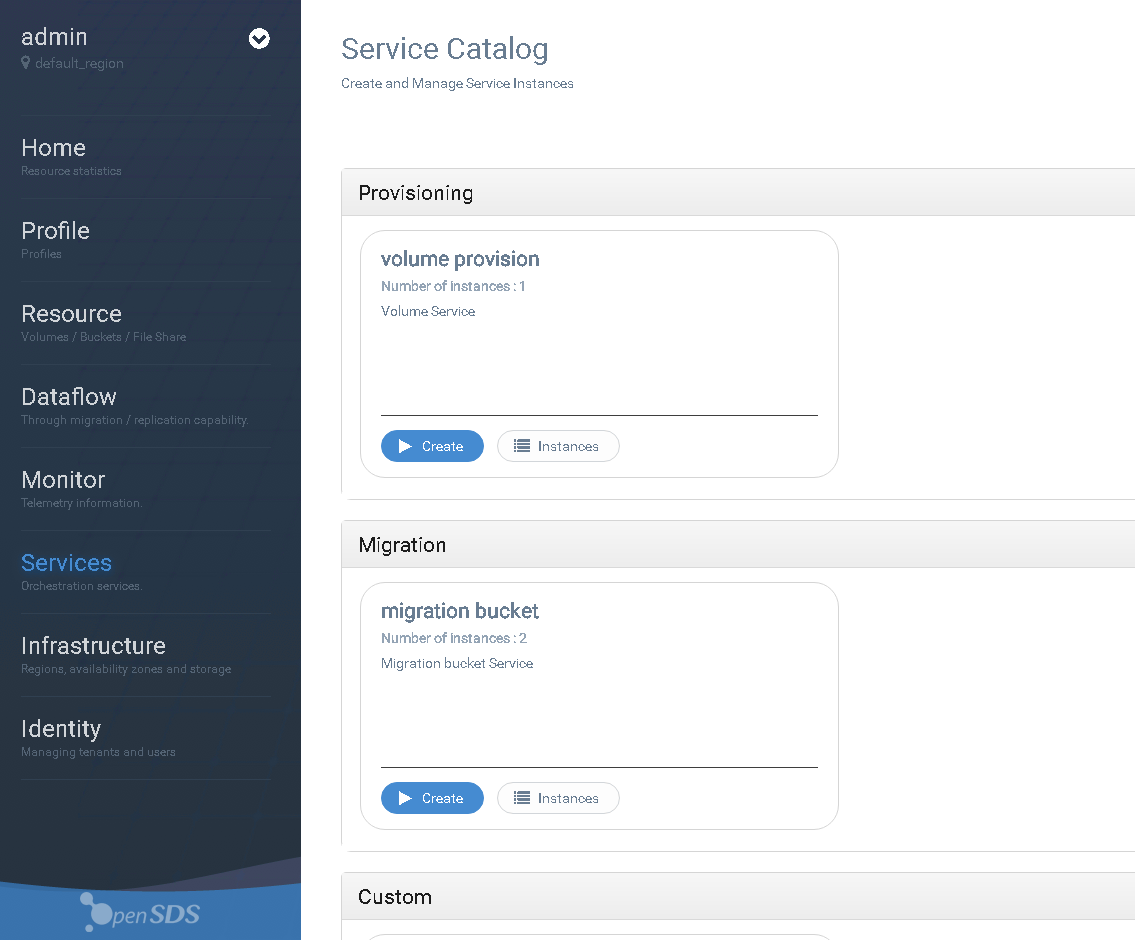 admin
default_region
Home
Resource statistics
Profile
Profiles
Resource
Volumes / Buckets / File Share
Dataflow
Through migration / replication capability.
Monitor
Telemetry information.
Services
Orchestration services.
Infrastructure
Regions, availability zones and storage
Identity
Managing tenants and users
OpenSDS
Service Catalog
Create and Manage Service Instances
Provisioning
volume provision
Number of instances : 1
Volume Service
Create
Instances
Migration
migration bucket
Number of instances : 2
Migration bucket Service
Create
Instances
Custom